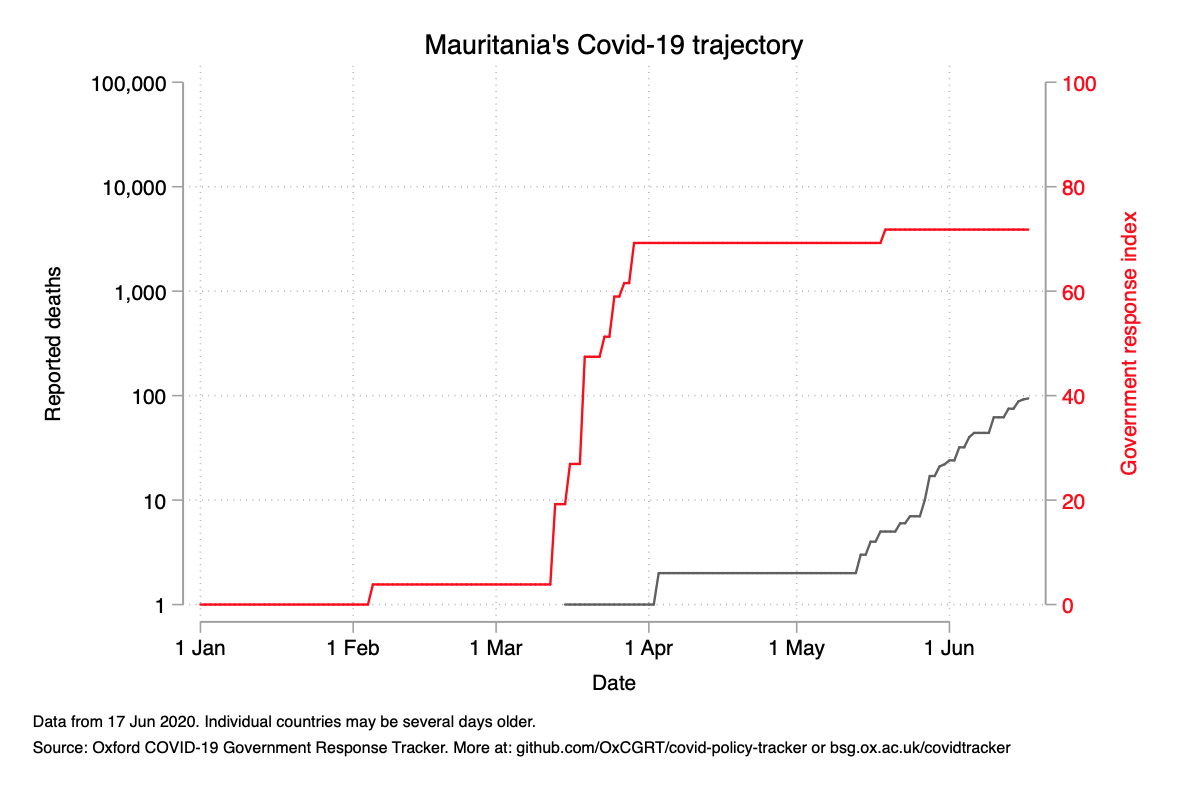 Mauritania's Covid-19 trajectory
100,000
10,000
1,000
100
10
1
Reported deaths
100
80
60
40
20
0
Government response index
1 Jan
1 Feb
1 Mar
1 Apr
1 May
1 Jun
Date
Data from 17 Jun 2020. Individual countries may be several days older.
Source: Oxford COVID-19 Government Response Tracker. More at: github.com/OxCGRT/covid-policy-tracker or bsg.ox.ac.uk/covidtracker